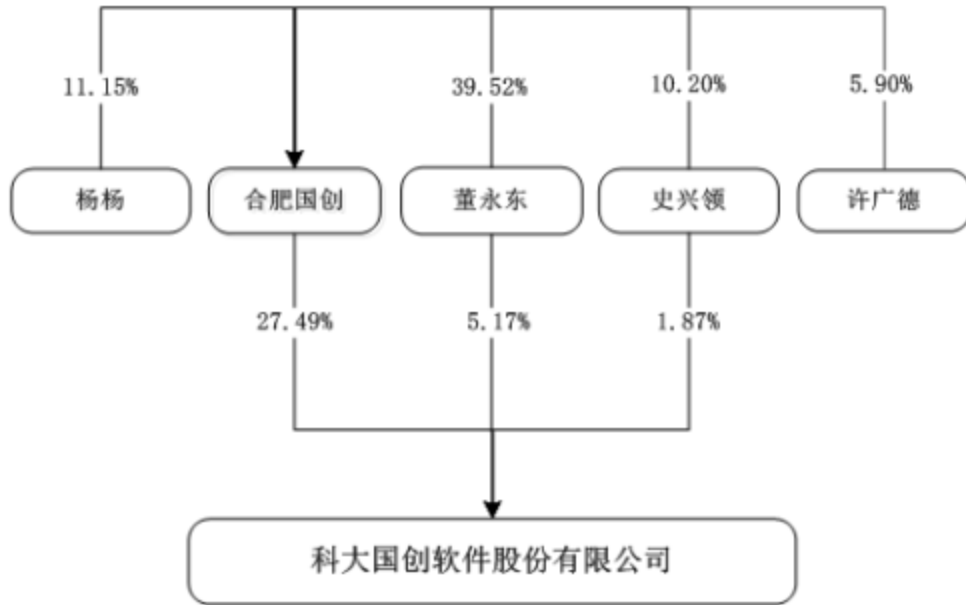 11.15%
39.52%
10.20%
5.90%
杨杨
合肥国创
董永东
史兴领
许广德
27.49%
5.17%
1.87%
科大国创软件股份有限公司